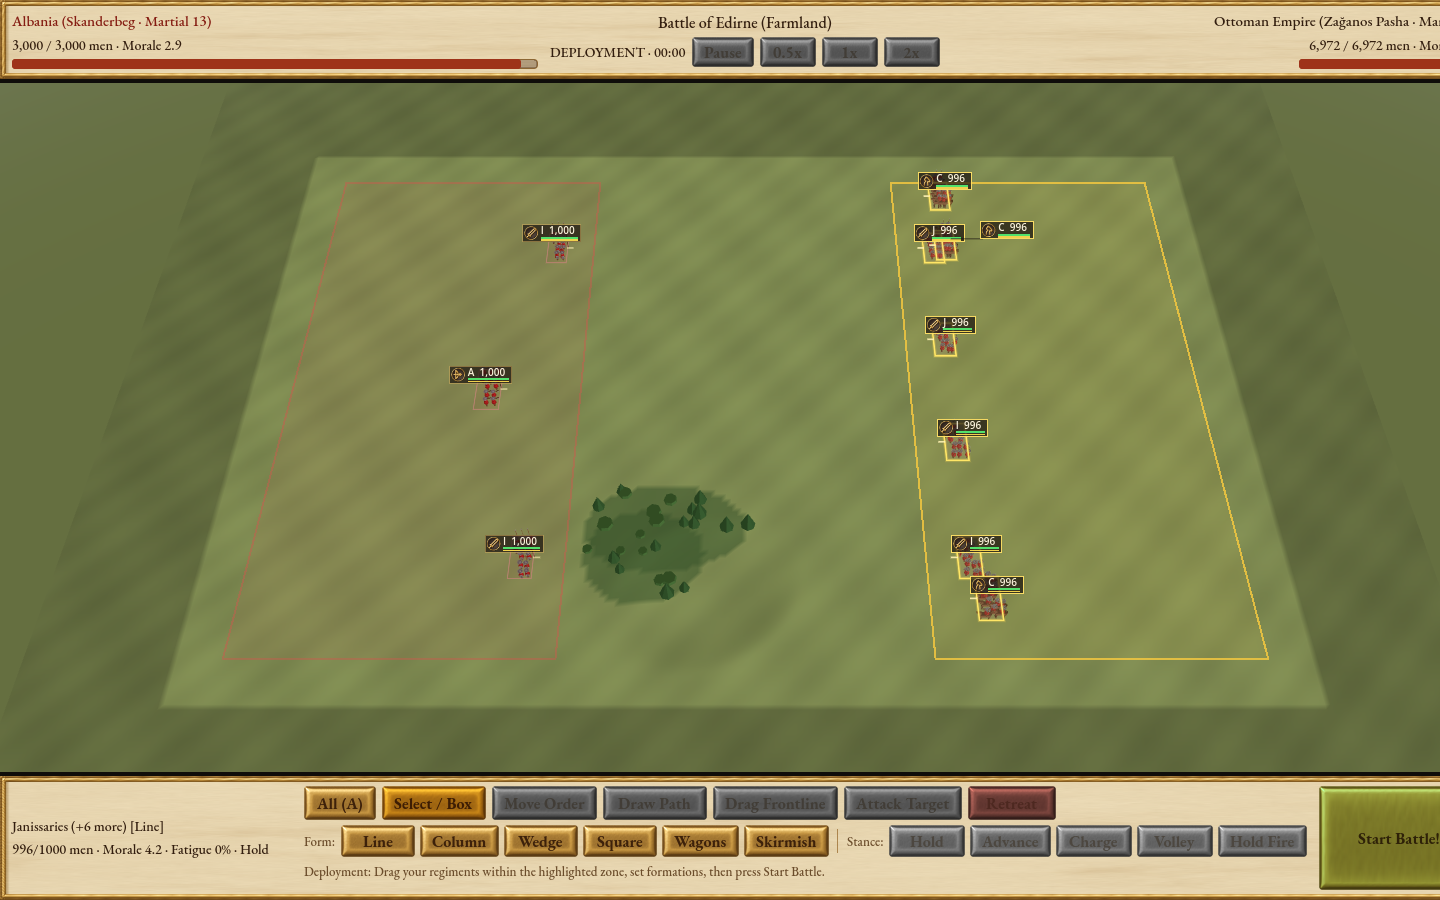 Albania (Skanderbeg · Martial 13)
3,000 / 3,000 men · Morale 2.9
Battle of Edirne (Farmland)
DEPLOYMENT · 00:00
Pause
0.5x
1x
2x
Ottoman Empire (Zağanos Pasha ·
6,972 / 6,972 men ·
C 996
I 1,000
J 996
C 996
J 996
A 1,000
I 996
I 1,000
I 996
C 996
Janissaries (+6 more) [Line]
996/1000 men · Morale 4.2 · Fatigue 0% · Hold
All (A)
Select / Box
Move Order
Draw Path
Drag Frontline
Attack Target
Retreat
Form:
Line
Column
Wedge
Square
Wagons
Skirmish
Stance:
Hold
Advance
Charge
Volley
Hold Fire
Deployment: Drag your regiments within the highlighted zone, set formations, then press Start Battle.
Start Battle!